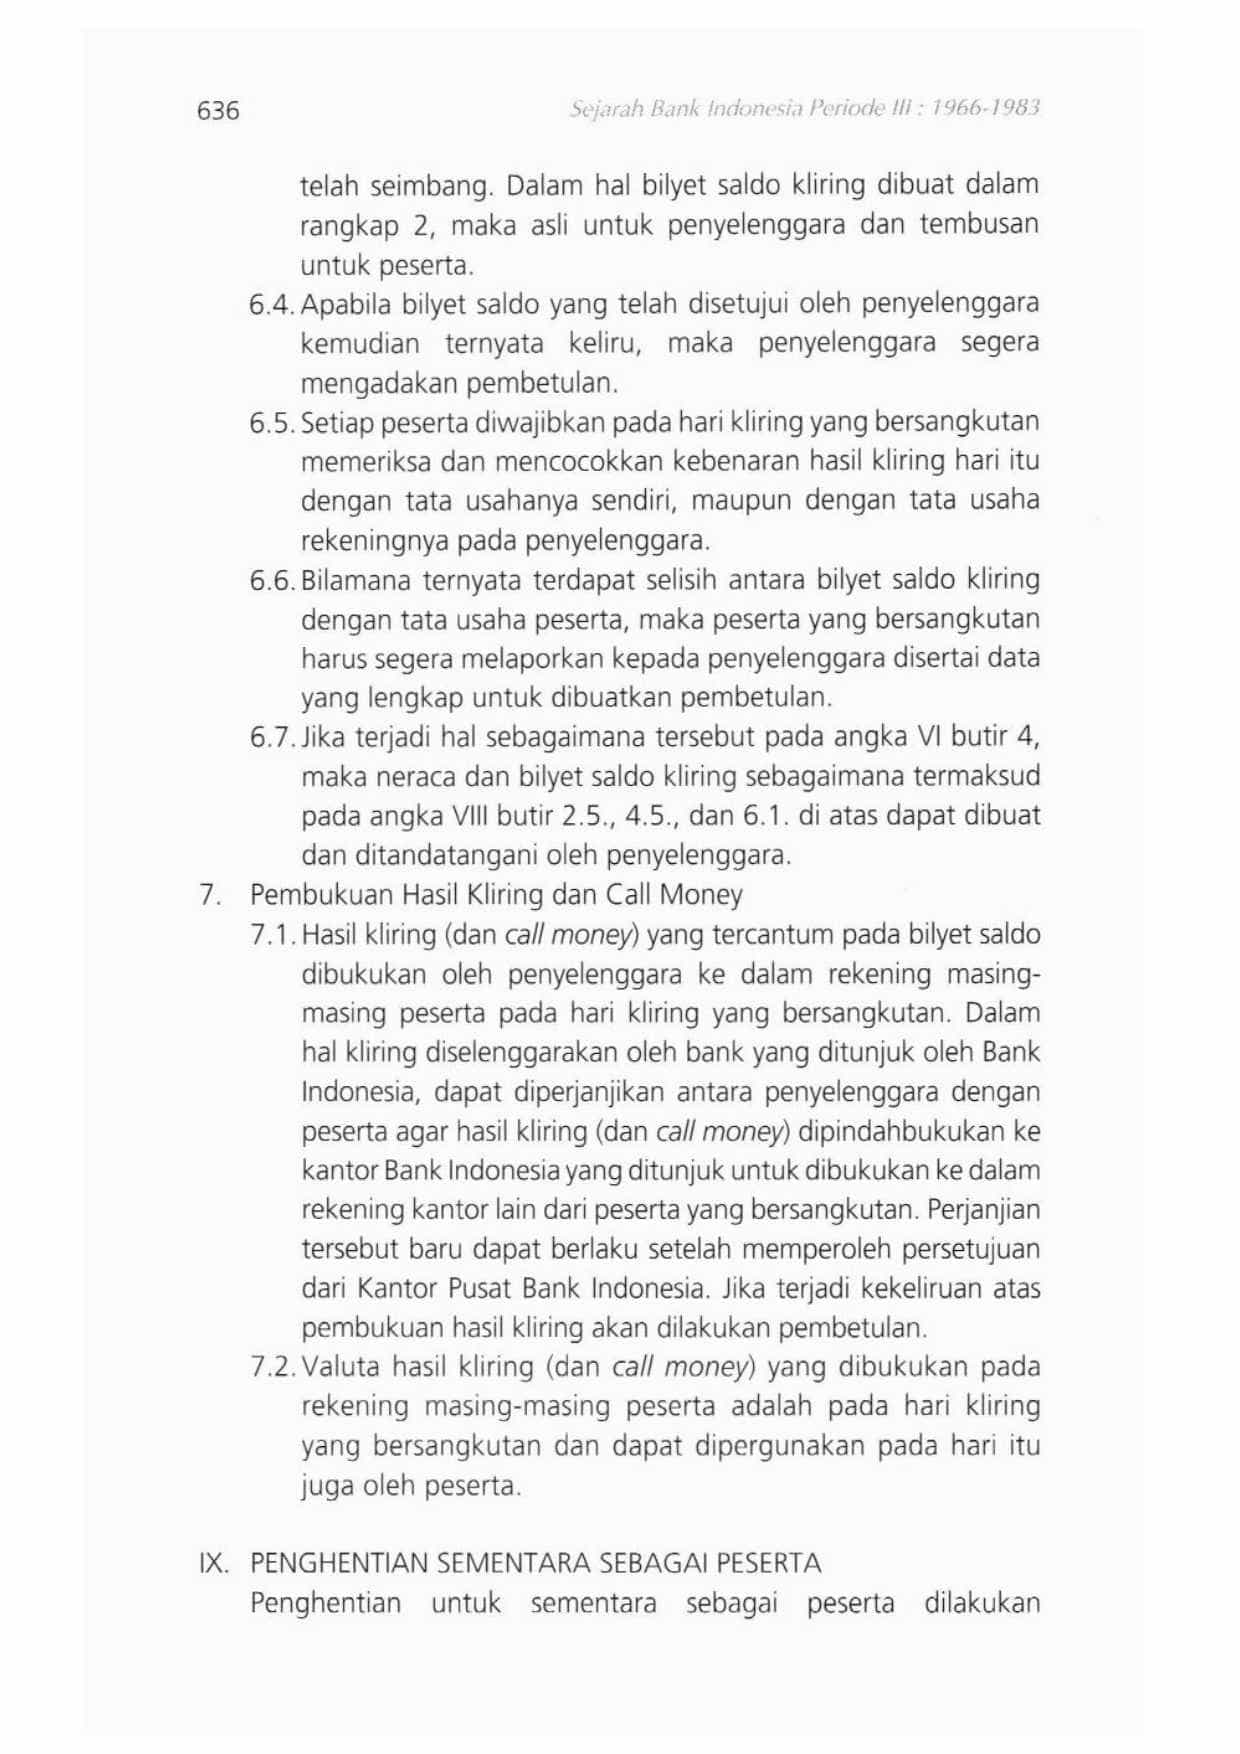 636
Sejarah Bank Indonesia Periode III : 1966-1983
telah seimbang. Dalam hal bilyet saldo kliring dibuat dalam
rangkap 2, maka asli untuk penyelenggara dan tembusan
untuk peserta.
6.4. Apabila bilyet saldo yang telah disetujui oleh penyelenggara
kemudian ternyata keliru, maka penyelenggara segera
mengadakan pembetulan.
6.5. Setiap peserta diwajibkan pada hari kliring yang bersangkutan
memeriksa dan mencocokkan kebenaran hasil kliring hari itu
dengan tata usahanya sendiri, maupun dengan tata usaha
rekeningnya pada penyelenggara.
6.6. Bilamana ternyata terdapat selisih antara bilyet saldo kliring
dengan tata usaha peserta, maka peserta yang bersangkutan
harus segera melaporkan kepada penyelenggara disertai data
yang lengkap untuk dibuatkan pembetulan.
6.7. Jika terjadi hal sebagaimana tersebut pada angka VI butir 4,
maka neraca dan bilyet saldo kliring sebagaimana termaksud
pada angka VIII butir 2.5., 4.5., dan 6.1. di atas dapat dibuat
dan ditandatangani oleh penyelenggara.
7. Pembukuan Hasil Kliring dan Call Money
7.1. Hasil kliring (dan call money) yang tercantum pada bilyet saldo
dibukukan oleh penyelenggara ke dalam rekening masing-
masing peserta pada hari kliring yang bersangkutan. Dalam
hal kliring diselenggarakan oleh bank yang ditunjuk oleh Bank
Indonesia, dapat diperjanjikan antara penyelenggara dengan
peserta agar hasil kliring (dan call money) dipindahbukukan ke
kantor Bank Indonesia yang ditunjuk untuk dibukukan ke dalam
rekening kantor lain dari peserta yang bersangkutan. Perjanjian
tersebut baru dapat berlaku setelah memperoleh persetujuan
dari Kantor Pusat Bank Indonesia. Jika terjadi kekeliruan atas
pembukuan hasil kliring akan dilakukan pembetulan.
7.2. Valuta hasil kliring (dan call money) yang dibukukan pada
rekening masing-masing peserta adalah pada hari kliring
yang bersangkutan dan dapat dipergunakan pada hari itu
juga oleh peserta.
IX. PENGHENTIAN SEMENTARA SEBAGAI PESERTA
Penghentian untuk sementara sebagai peserta dilakukan